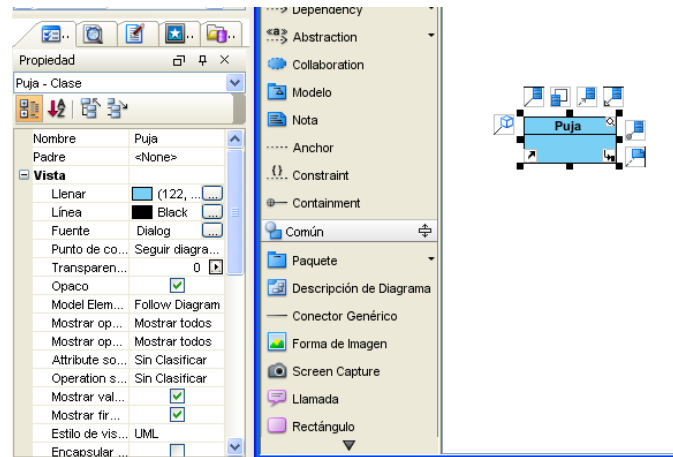 Propiedad
Puja - Clase
Nombre Puja
Padre <None>
Vista
Llenar (122, ... ...
Línea Black ...
Fuente Dialog ...
Punto de co... Seguir diagra...
Transparen... 0
Opaco
Model Elem... Follow Diagram
Mostrar op... Mostrar todos
Mostrar op... Mostrar todos
Attribute so... Sin Clasificar
Operation s... Sin Clasificar
Mostrar val...
Mostrar fir...
Estilo de vis... UML
Encapsular ...
Dependency
Abstraction
Collaboration
Modelo
Nota
Anchor
Constraint
Containment
Común
Paquete
Descripción de Diagrama
Conector Genérico
Forma de Imagen
Screen Capture
Llamada
Rectángulo
Puja